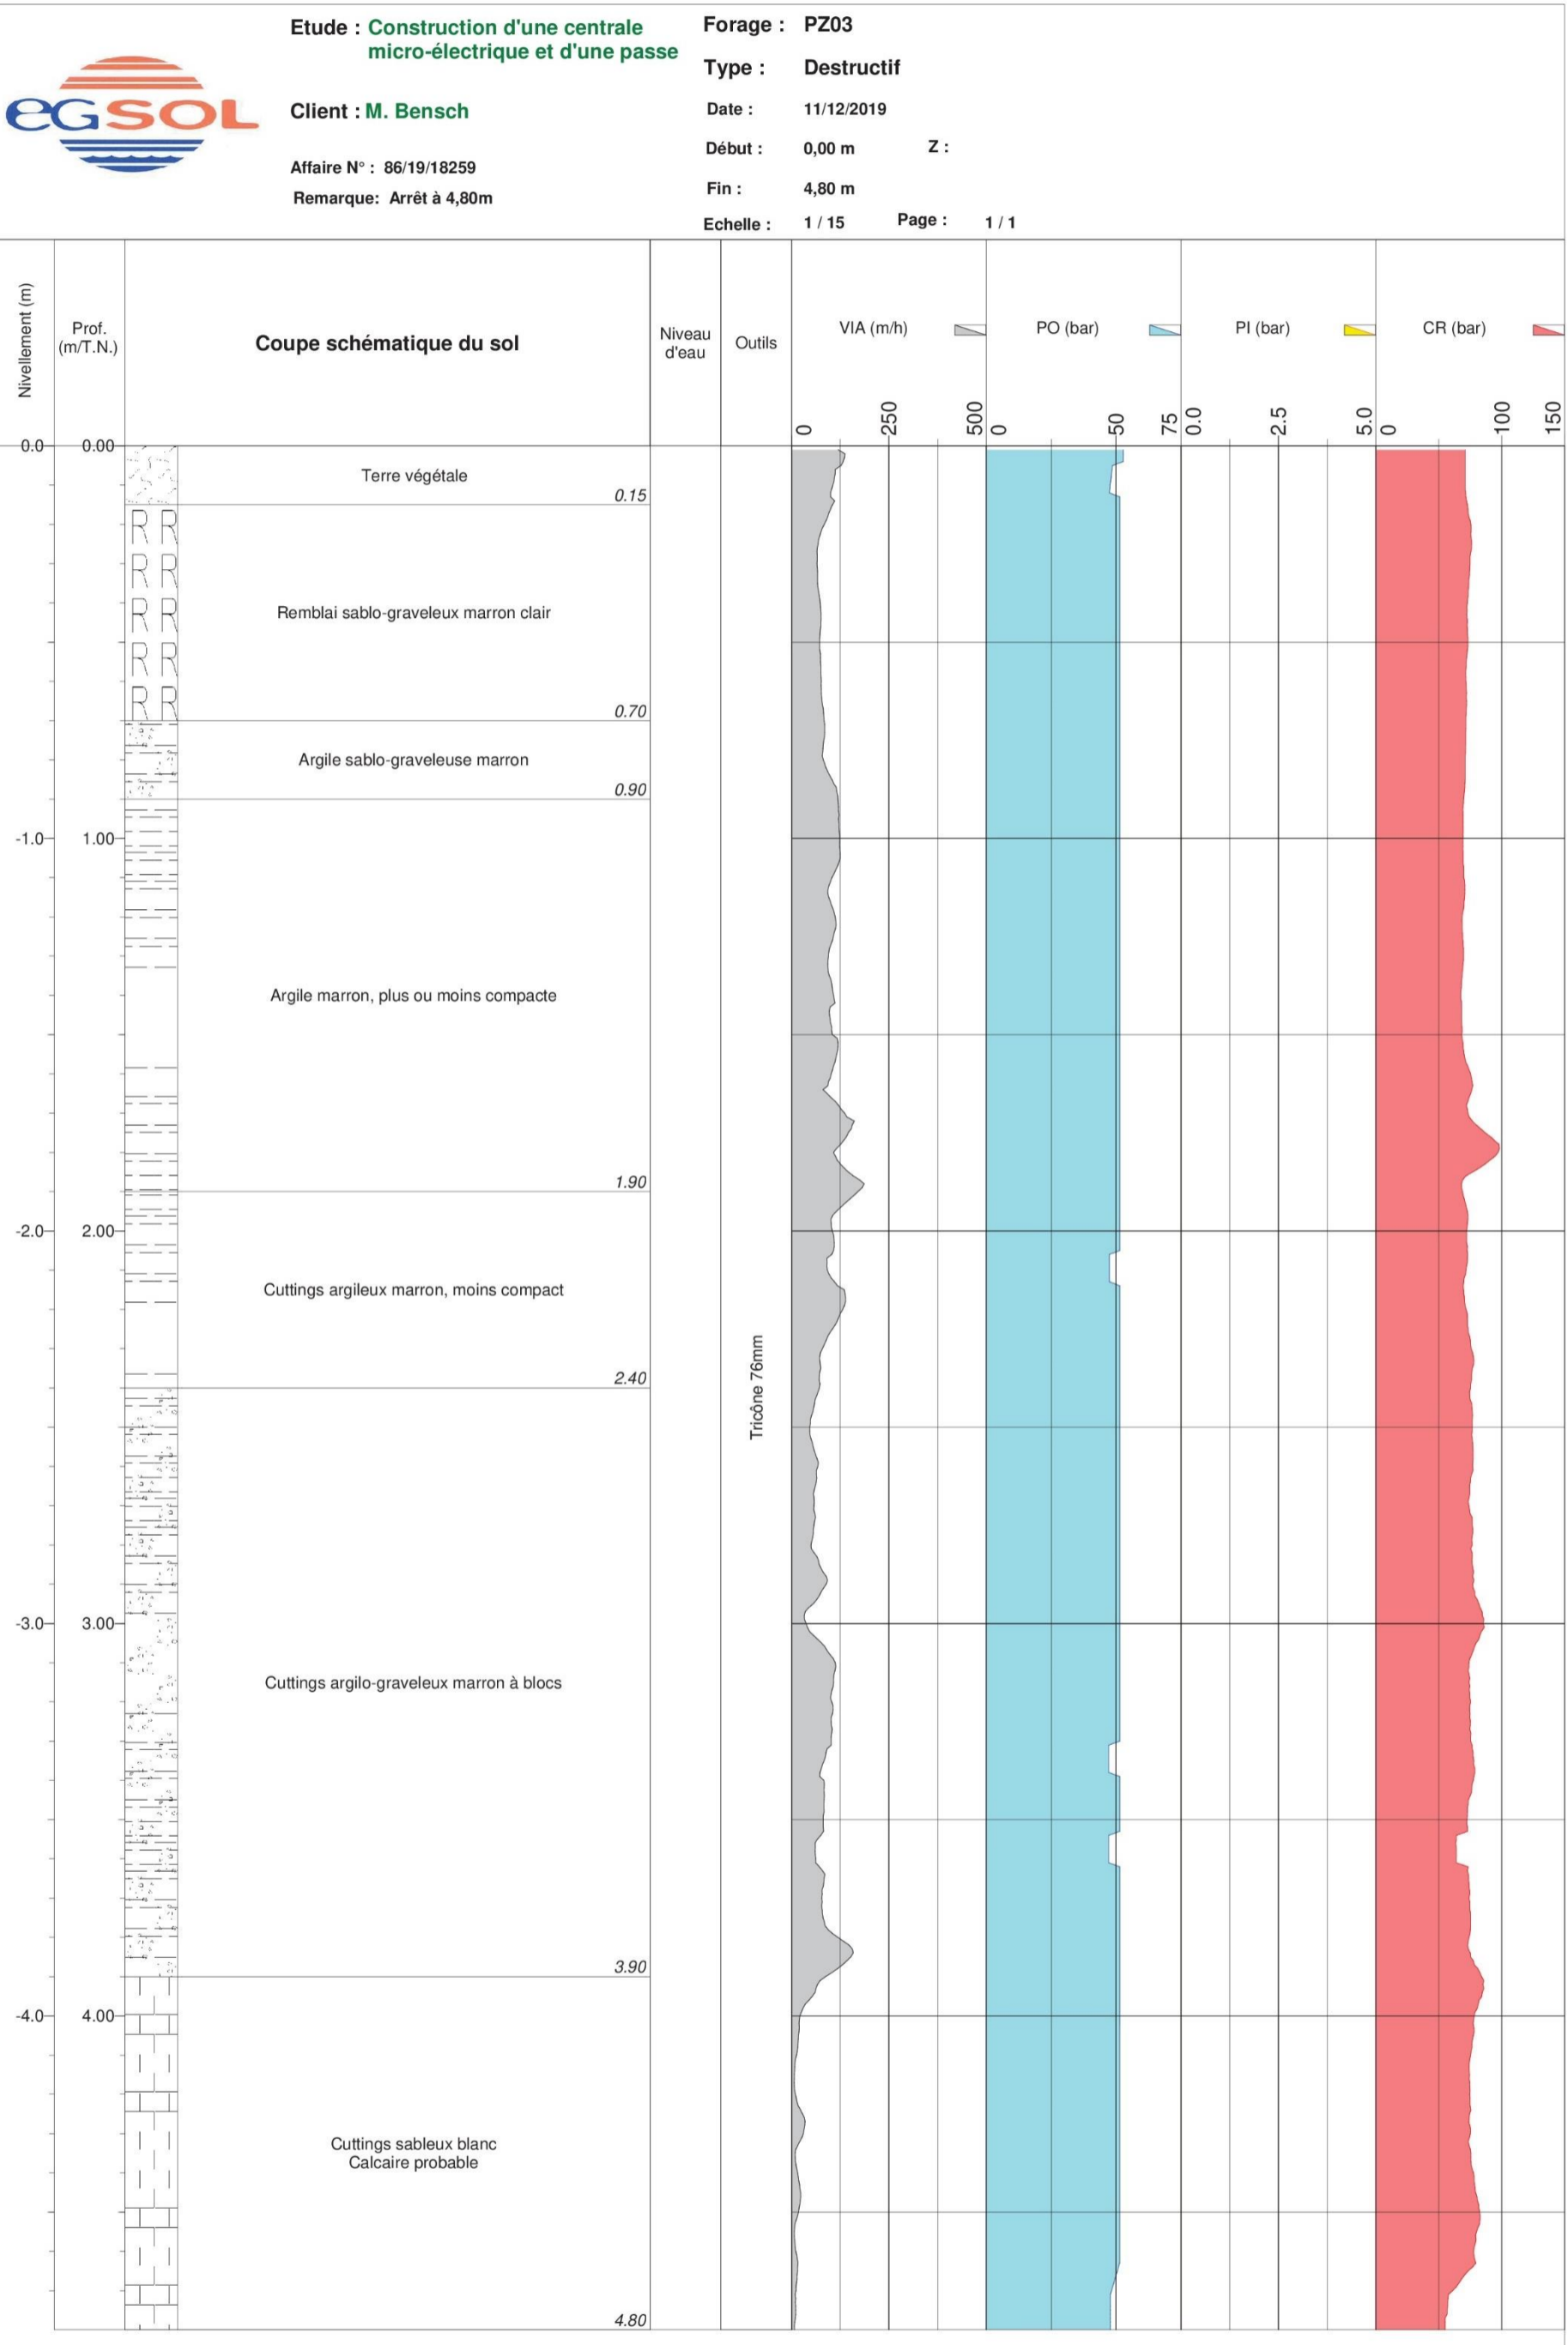 eGSOL
Etude : Construction d'une centrale
micro-électrique et d'une passe
Client : M. Bensch
Affaire N° : 86/19/18259
Remarque: Arrêt à 4,80m
Forage : PZ03
Type : Destructif
Date : 11/12/2019
Début : 0,00 m Z :
Fin : 4,80 m
Echelle : 1 / 15 Page : 1 / 1
Nivellement (m)
Prof.
(m/T.N.)
Coupe schématique du sol
Niveau
d'eau
Outils
VIA (m/h)
PO (bar)
PI (bar)
CR (bar)
0 250 500 0 50 75 0.0 2.5 5.0 0 100 150
0.0 0.00
Terre végétale
0.15
R R
R R
R R
R R
R R
Remblai sablo-graveleux marron clair
0.70
Argile sablo-graveleuse marron
0.90
-1.0 1.00
Argile marron, plus ou moins compacte
1.90
-2.0 2.00
Cuttings argileux marron, moins compact
2.40
Tricône 76mm
-3.0 3.00
Cuttings argilo-graveleux marron à blocs
3.90
-4.0 4.00
Cuttings sableux blanc
Calcaire probable
4.80